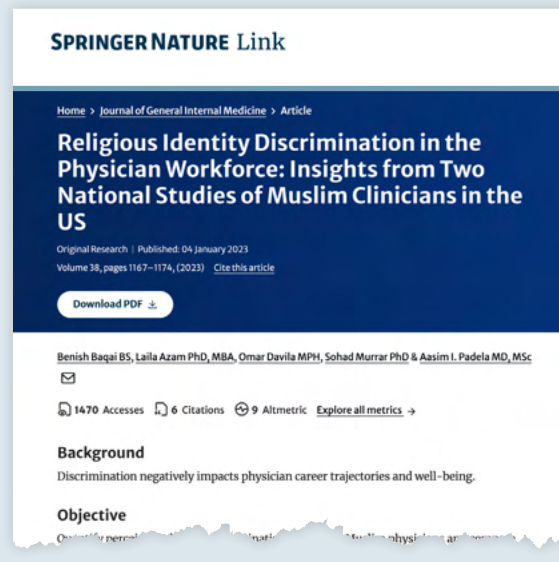 SPRINGER NATURE Link
Home > Journal of General Internal Medicine > Article
Religious Identity Discrimination in the
Physician Workforce: Insights from Two
National Studies of Muslim Clinicians in the
US
Original Research | Published: 04 January 2023
Volume 38, pages 1167–1174, (2023) Cite this article
Download PDF
Benish Baqai BS, Laila Azam PhD, MBA, Omar Davila MPH, Sohad Murrar PhD & Aasim I. Padela MD, MSc
1470 Accesses 6 Citations 9 Altmetric Explore all metrics →
Background
Discrimination negatively impacts physician career trajectories and well-being.
Objective